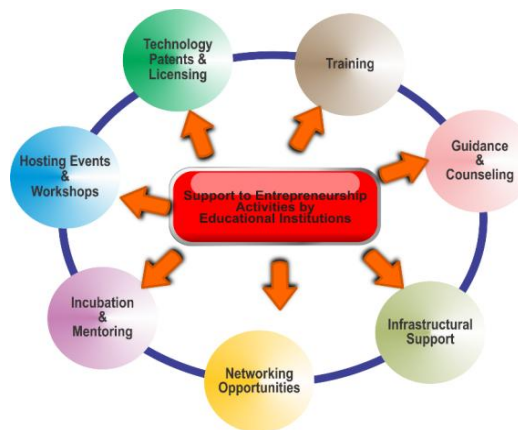 Technology
Patents &
Licensing
Training
Guidance
&
Counseling
Hosting Events
&
Workshops
Support to Entrepreneurship
Activities by
Educational Institutions
Incubation
&
Mentoring
Infrastructural
Support
Networking
Opportunities